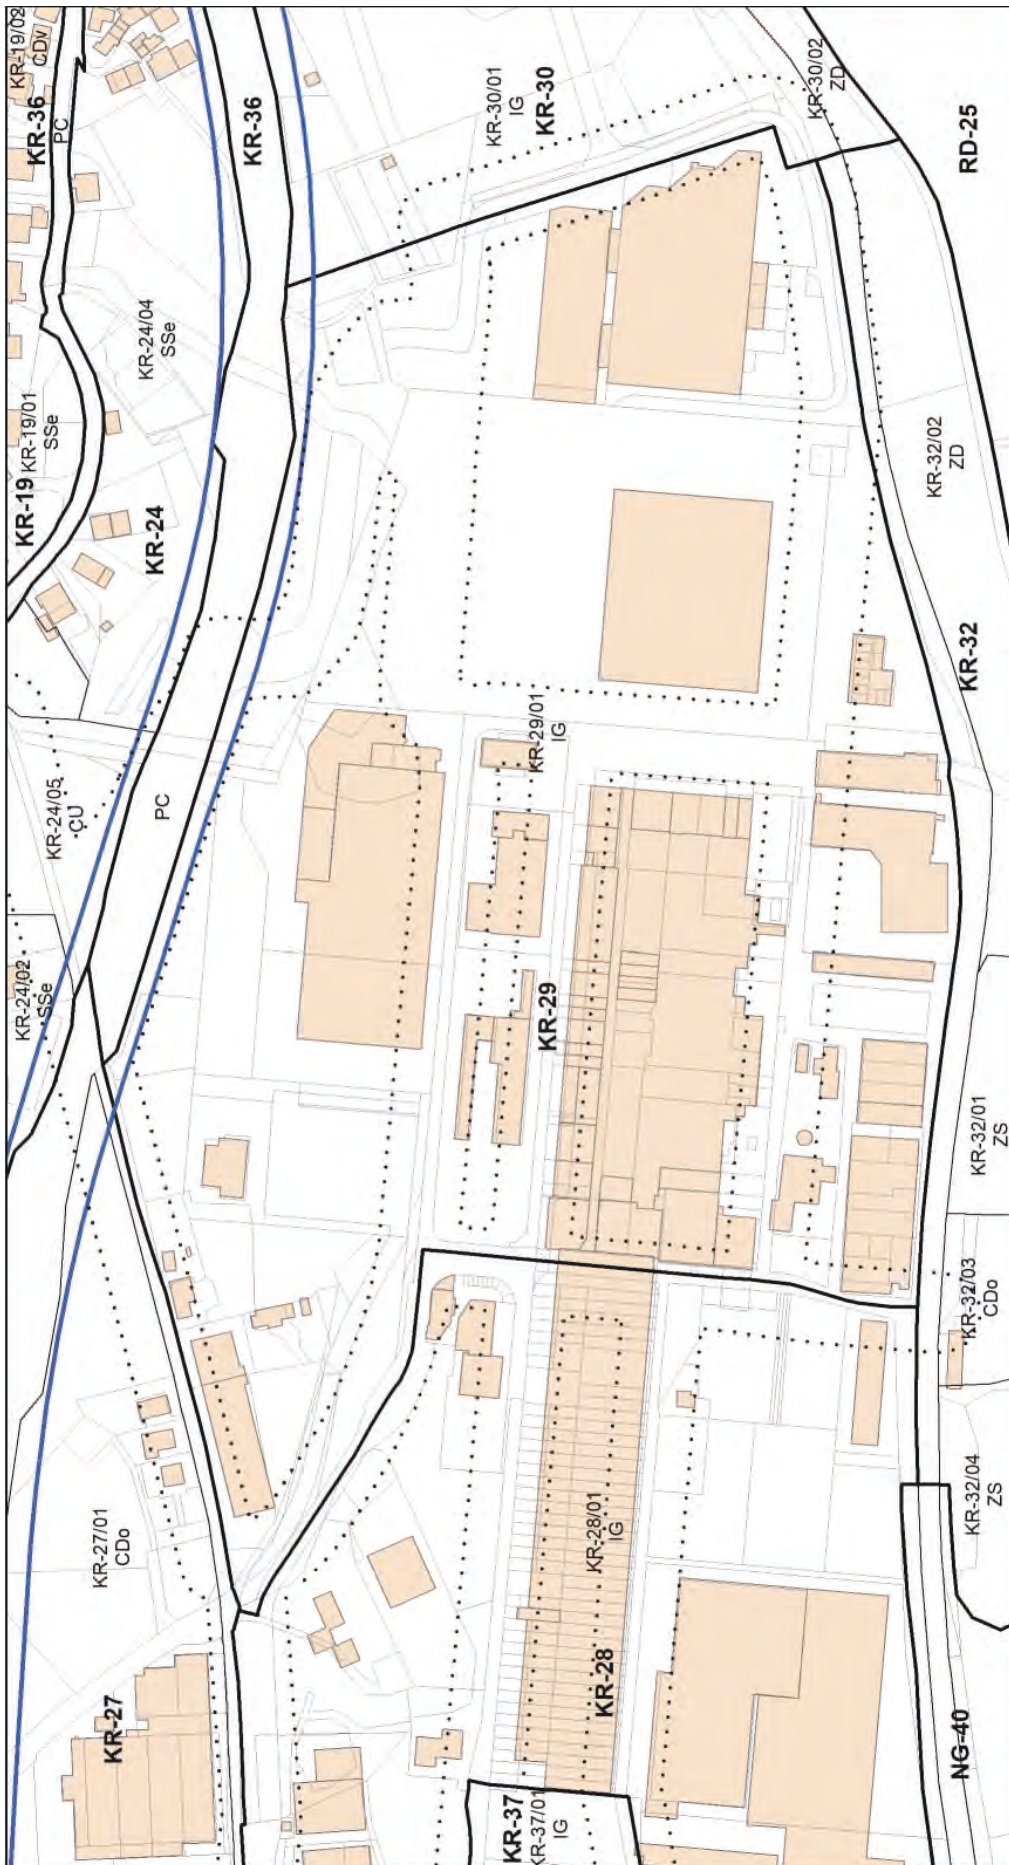 KR-19/02
CDv
KR-36
PC
KR-36
KR-30/01
IG
KR-30
KR-30/02
ZD
RD-25
KR-24/04
SSe
KR-19
KR-19/01
SSe
KR-24
KR-32/02
ZD
KR-32
KR-29/01
IG
KR-24/05
CU
PC
KR-24/02
SSe
KR-29
KR-32/01
ZS
KR-32/03
CDo
KR-27/01
CDo
KR-28/01
IG
KR-32/04
ZS
KR-27
KR-28
NG-40
KR-37
KR-37/01
IG